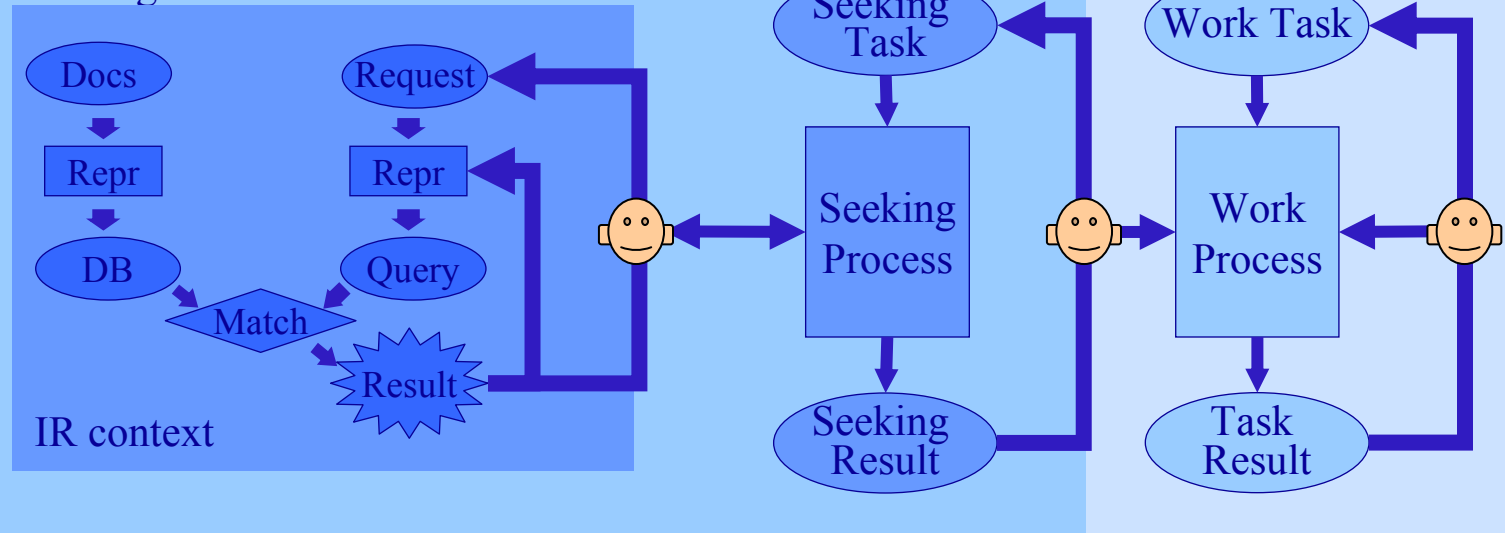 Docs
Repr
DB
Request
Repr
Query
Match
Result
IR context
Seeking
Task
Seeking
Process
Seeking
Result
Work Task
Work
Process
Task
Result